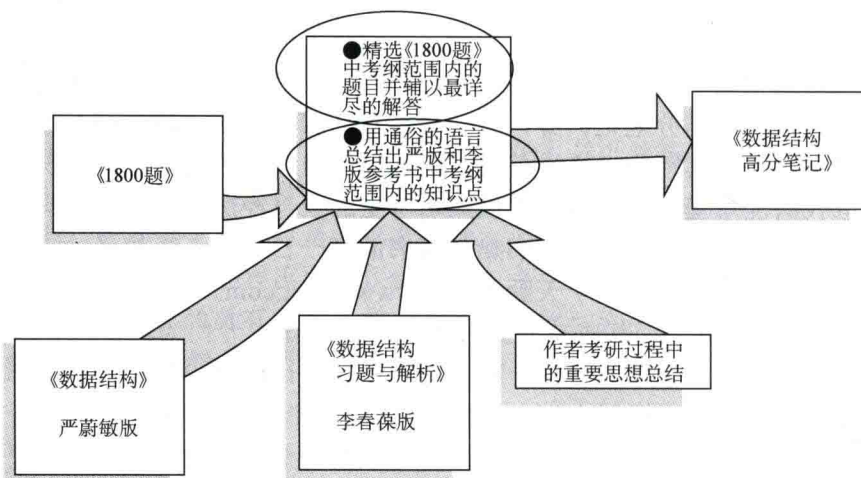 ●精选《1800题》
中考纲范围内的
题目并辅以最详
尽的解答
●用通俗的语言
总结出严版和李
版参考书中考纲
范围内的知识点
《1800题》
《数据结构
高分笔记》
《数据结构》
严蔚敏版
《数据结构
习题与解析》
李春葆版
作者考研过程中
的重要思想总结